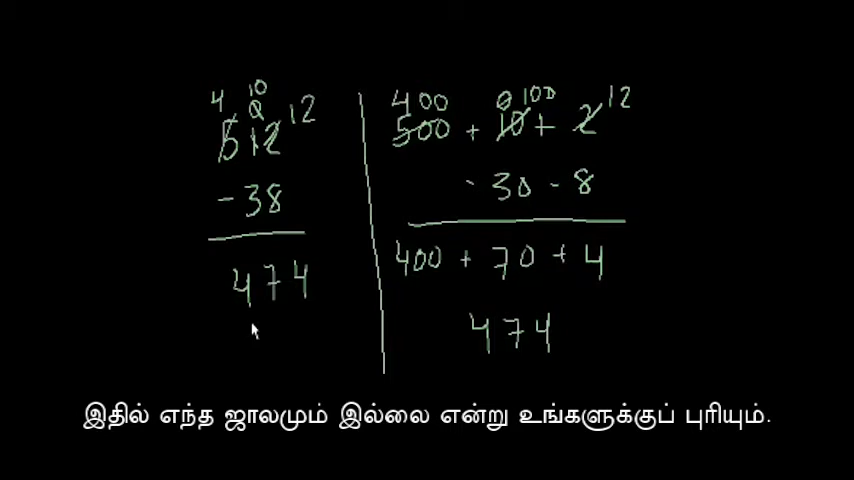 4 10
0 12
512
-38
474
400 0 100 12
500 + 10 + 2
- 30 - 8
400 + 70 + 4
474
இதில் எந்த ஜாலமும் இல்லை என்று உங்களுக்குப் புரியும்.